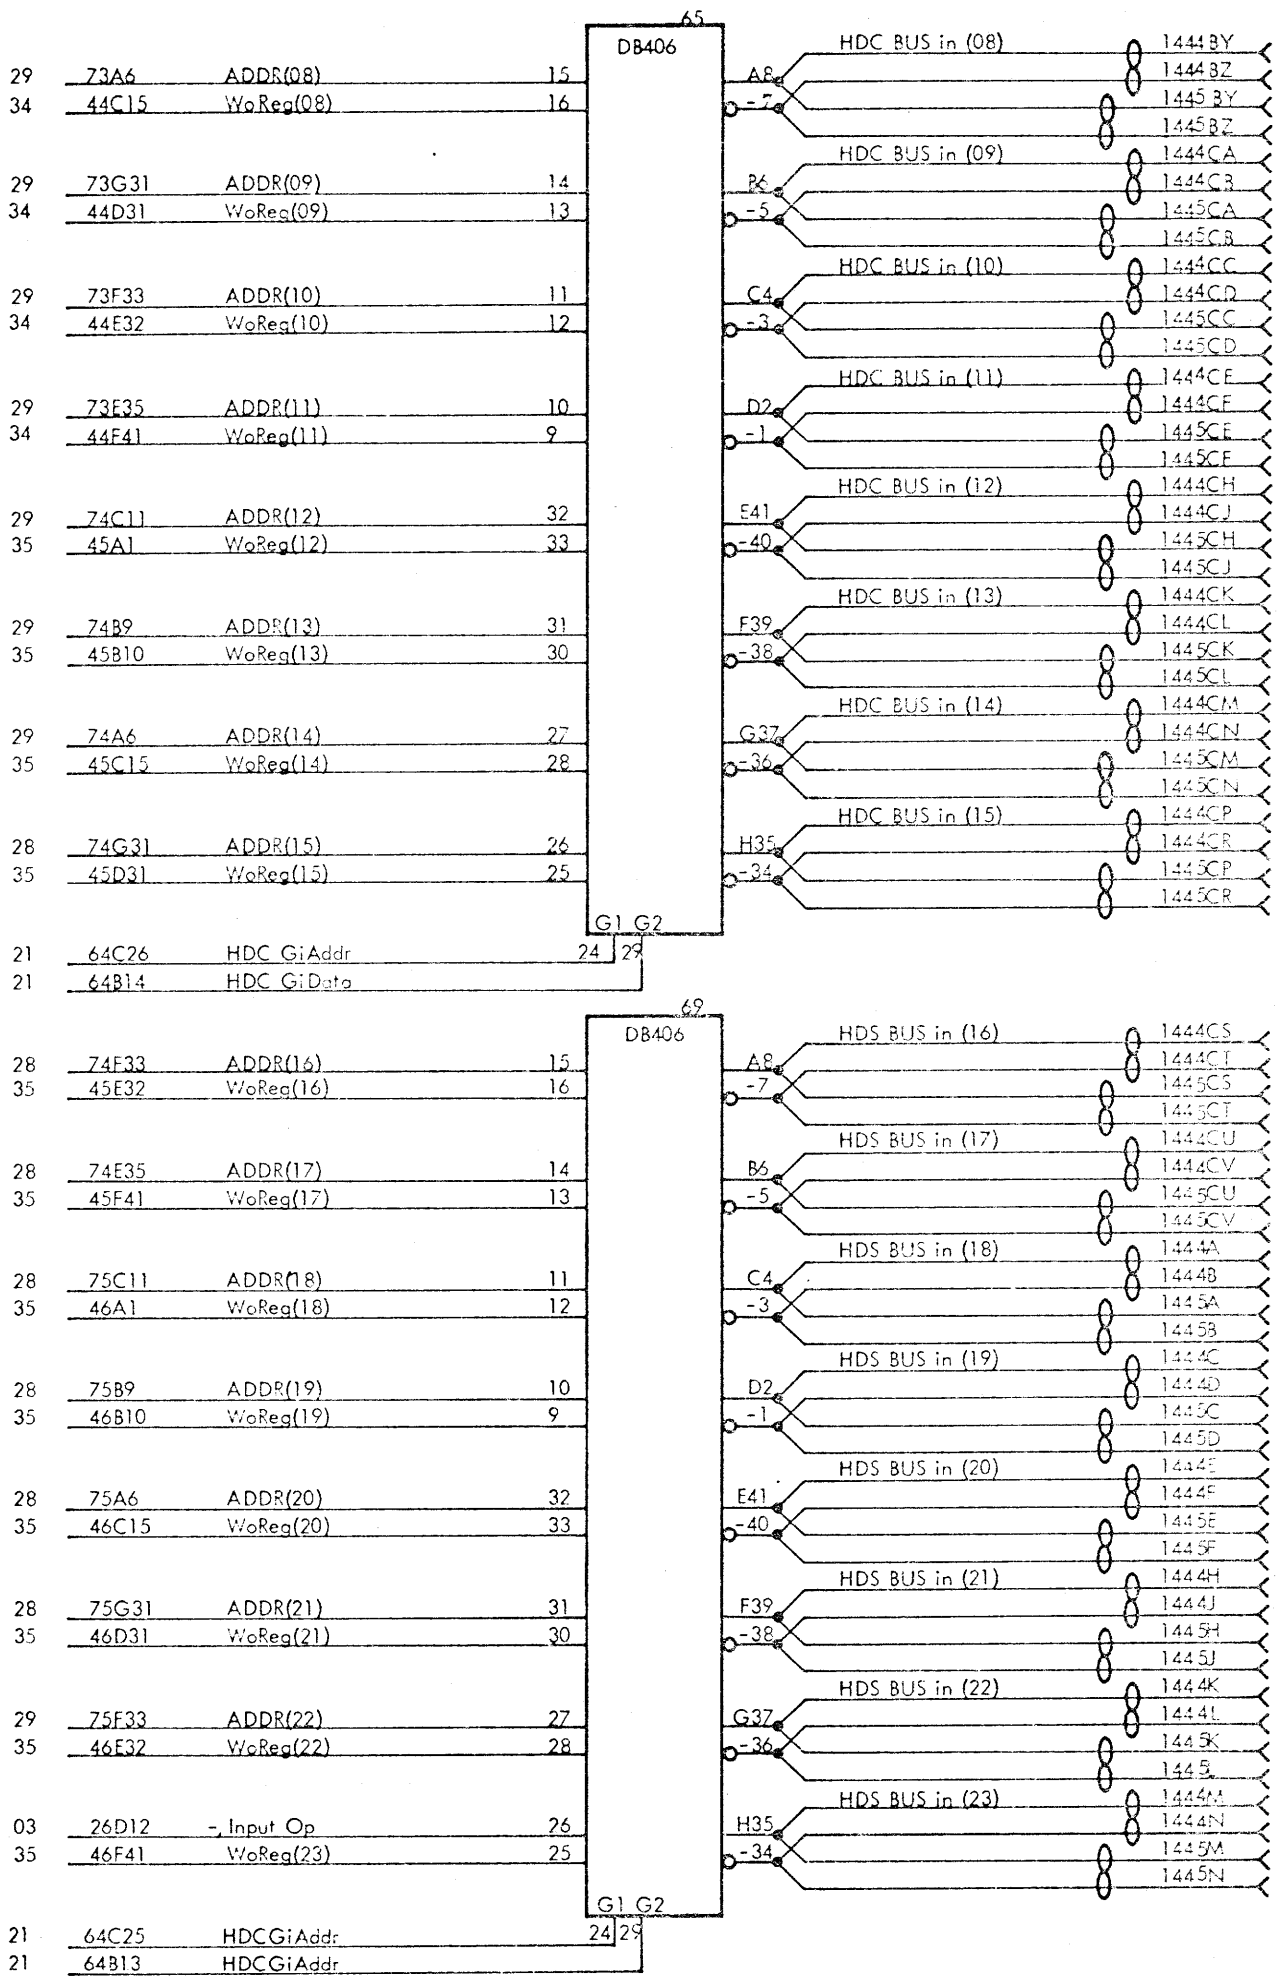 65
DB406
HDC BUS in (08) 1444BY
29 73A6 ADDR(08) 15 A8 1444BZ
34 44C15 WoReg(08) 16 -7 1445BY
1445BZ
HDC BUS in (09) 1444CA
29 73G31 ADDR(09) 14 B6 1444CB
34 44D31 WoReg(09) 13 -5 1445CA
1445CB
HDC BUS in (10) 1444CC
29 73F33 ADDR(10) 11 C4 1444CD
34 44E32 WoReg(10) 12 -3 1445CC
1445CD
HDC BUS in (11) 1444CE
29 73E35 ADDR(11) 10 D2 1444CF
34 44F41 WoReg(11) 9 -1 1445CE
1445CF
HDC BUS in (12) 1444CH
29 74C11 ADDR(12) 32 E41 1444CJ
35 45A1 WoReg(12) 33 -40 1445CH
1445CJ
HDC BUS in (13) 1444CK
29 74B9 ADDR(13) 31 F39 1444CL
35 45B10 WoReg(13) 30 -38 1445CK
1445CL
HDC BUS in (14) 1444CM
29 74A6 ADDR(14) 27 G37 1444CN
35 45C15 WoReg(14) 28 -36 1445CM
1445CN
HDC BUS in (15) 1444CP
28 74G31 ADDR(15) 26 H35 1444CR
35 45D31 WoReg(15) 25 -34 1445CP
1445CR
G1 G2
21 64C26 HDC GiAddr 24 29
21 64B14 HDC GiData
69
DB406
HDS BUS in (16) 1444CS
28 74F33 ADDR(16) 15 A8 1444CT
35 45E32 WoReg(16) 16 -7 1445CS
1445CT
HDS BUS in (17) 1444CU
28 74E35 ADDR(17) 14 B6 1444CV
35 45F41 WoReg(17) 13 -5 1445CU
1445CV
HDS BUS in (18) 1444A
28 75C11 ADDR(18) 11 C4 1444B
35 46A1 WoReg(18) 12 -3 1445A
1445B
HDS BUS in (19) 1444C
28 75B9 ADDR(19) 10 D2 1444D
35 46B10 WoReg(19) 9 -1 1445C
1445D
HDS BUS in (20) 1444E
28 75A6 ADDR(20) 32 E41 1444F
35 46C15 WoReg(20) 33 -40 1445E
1445F
HDS BUS in (21) 1444H
28 75G31 ADDR(21) 31 F39 1444J
35 46D31 WoReg(21) 30 -38 1445H
1445J
HDS BUS in (22) 1444K
29 75F33 ADDR(22) 27 G37 1444L
35 46E32 WoReg(22) 28 -36 1445K
1445L
HDS BUS in (23) 1444M
03 26D12 -, Input Op 26 H35 1444N
35 46F41 WoReg(23) 25 -34 1445M
1445N
G1 G2
21 64C25 HDCGiAddr 24 29
21 64B13 HDCGiAddr